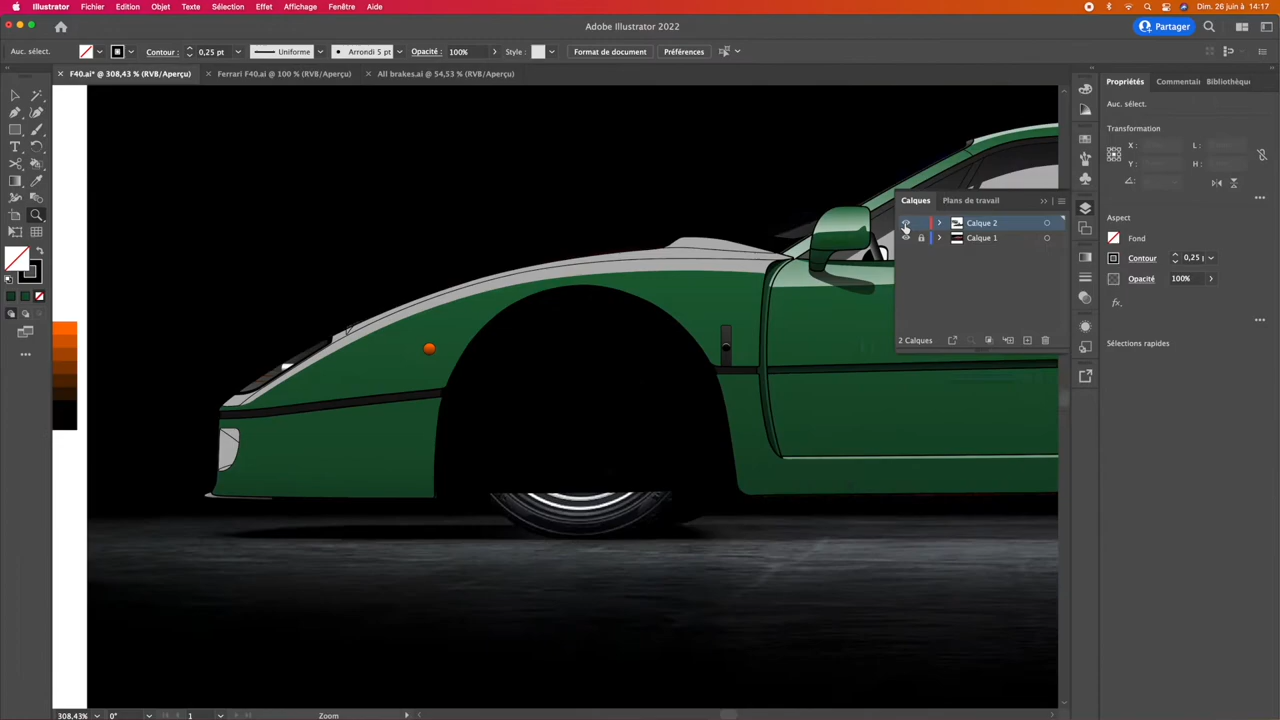 Illustrator Fichier Edition Objet Texte Sélection Effet Affichage Fenêtre Aide Dim. 26 juin à 14:17
Adobe Illustrator 2022 Partager
Auc. sélect. Contour : 0,25 pt Uniforme Arrondi 5 pt Opacité : 100% Style : Format de document Préférences
F40.ai* @ 308,43 % (RVB/Aperçu) Ferrari F40.ai @ 100 % (RVB/Aperçu) All brakes.ai @ 54,53 % (RVB/Aperçu)
Propriétés Commentai Bibliothèque
Auc. sélect.
Transformation
X : L :
Y : H :
Calques Plans de travail
Calque 2
Calque 1
2 Calques
Aspect
Fond
Contour 0,25
Opacité 100%
fx.
Sélections rapides
308,43% 0° 1 Zoom